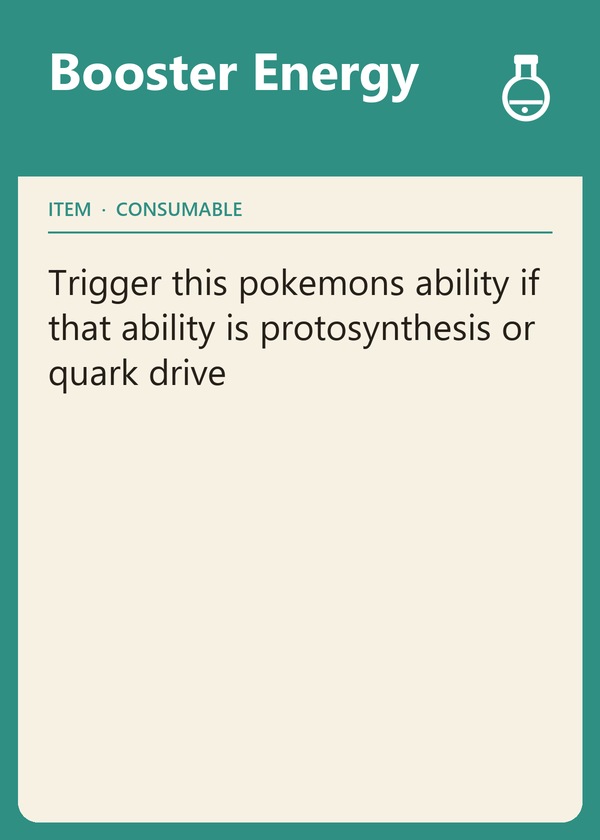 Booster Energy
ITEM · CONSUMABLE
Trigger this pokemons ability if
that ability is protosynthesis or
quark drive